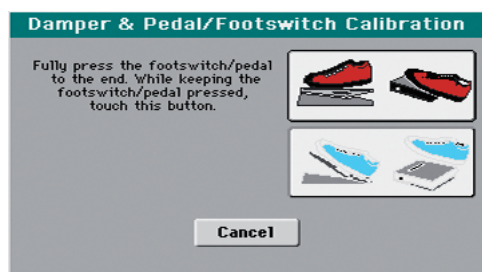 Damper & Pedal/Footswitch Calibration
Fully press the footswitch/pedal
to the end. While keeping the
footswitch/pedal pressed,
touch this button.
Cancel